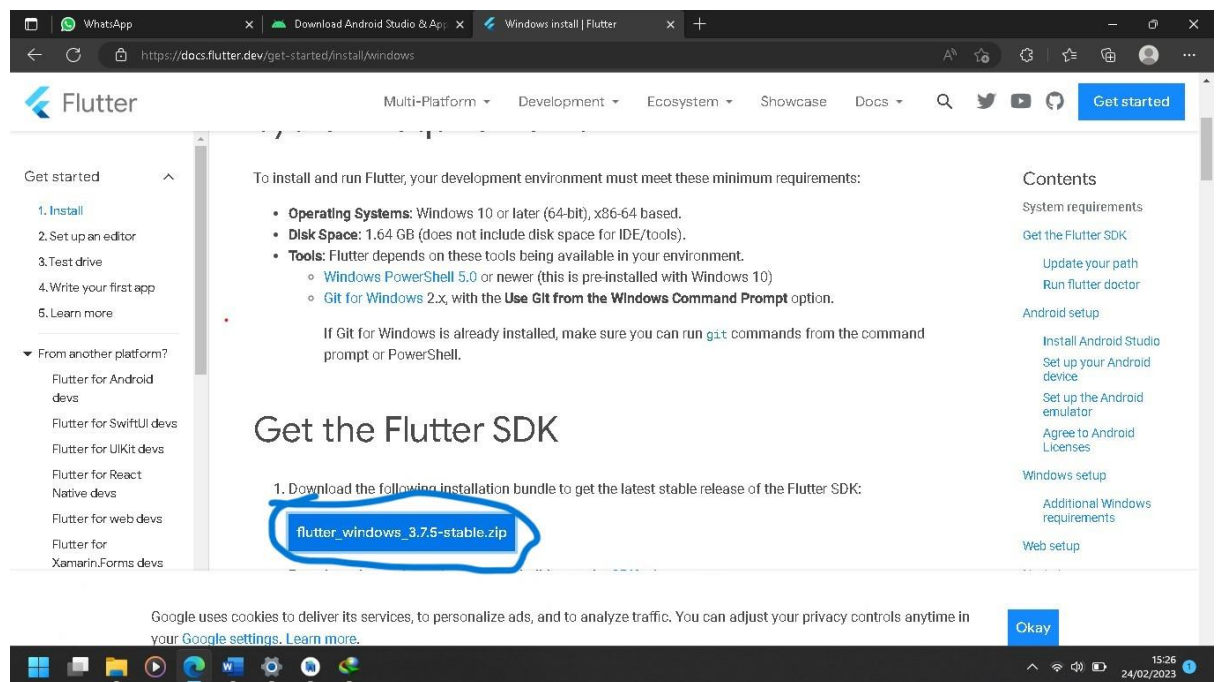 WhatsApp
Download Android Studio & Ap
Windows install | Flutter
https://docs.flutter.dev/get-started/install/windows
Flutter
Multi-Platform
Development
Ecosystem
Showcase
Docs
Get started
Get started
1. Install
2. Set up an editor
3. Test drive
4. Write your first app
5. Learn more
From another platform?
Flutter for Android
devs
Flutter for SwiftUI devs
Flutter for UIKit devs
Flutter for React
Native devs
Flutter for web devs
Flutter for
Xamarin.Forms devs
To install and run Flutter, your development environment must meet these minimum requirements:
• Operating Systems: Windows 10 or later (64-bit), x86-64 based.
• Disk Space: 1.64 GB (does not include disk space for IDE/tools).
• Tools: Flutter depends on these tools being available in your environment.
◦ Windows PowerShell 5.0 or newer (this is pre-installed with Windows 10)
◦ Git for Windows 2.x, with the Use Git from the Windows Command Prompt option.
If Git for Windows is already installed, make sure you can run git commands from the command
prompt or PowerShell.
Get the Flutter SDK
1. Download the following installation bundle to get the latest stable release of the Flutter SDK:
flutter_windows_3.7.5-stable.zip
Contents
System requirements
Get the Flutter SDK
Update your path
Run flutter doctor
Android setup
Install Android Studio
Set up your Android
device
Set up the Android
emulator
Agree to Android
Licenses
Windows setup
Additional Windows
requirements
Web setup
Google uses cookies to deliver its services, to personalize ads, and to analyze traffic. You can adjust your privacy controls anytime in
your Google settings. Learn more.
Okay
15:26
24/02/2023
1